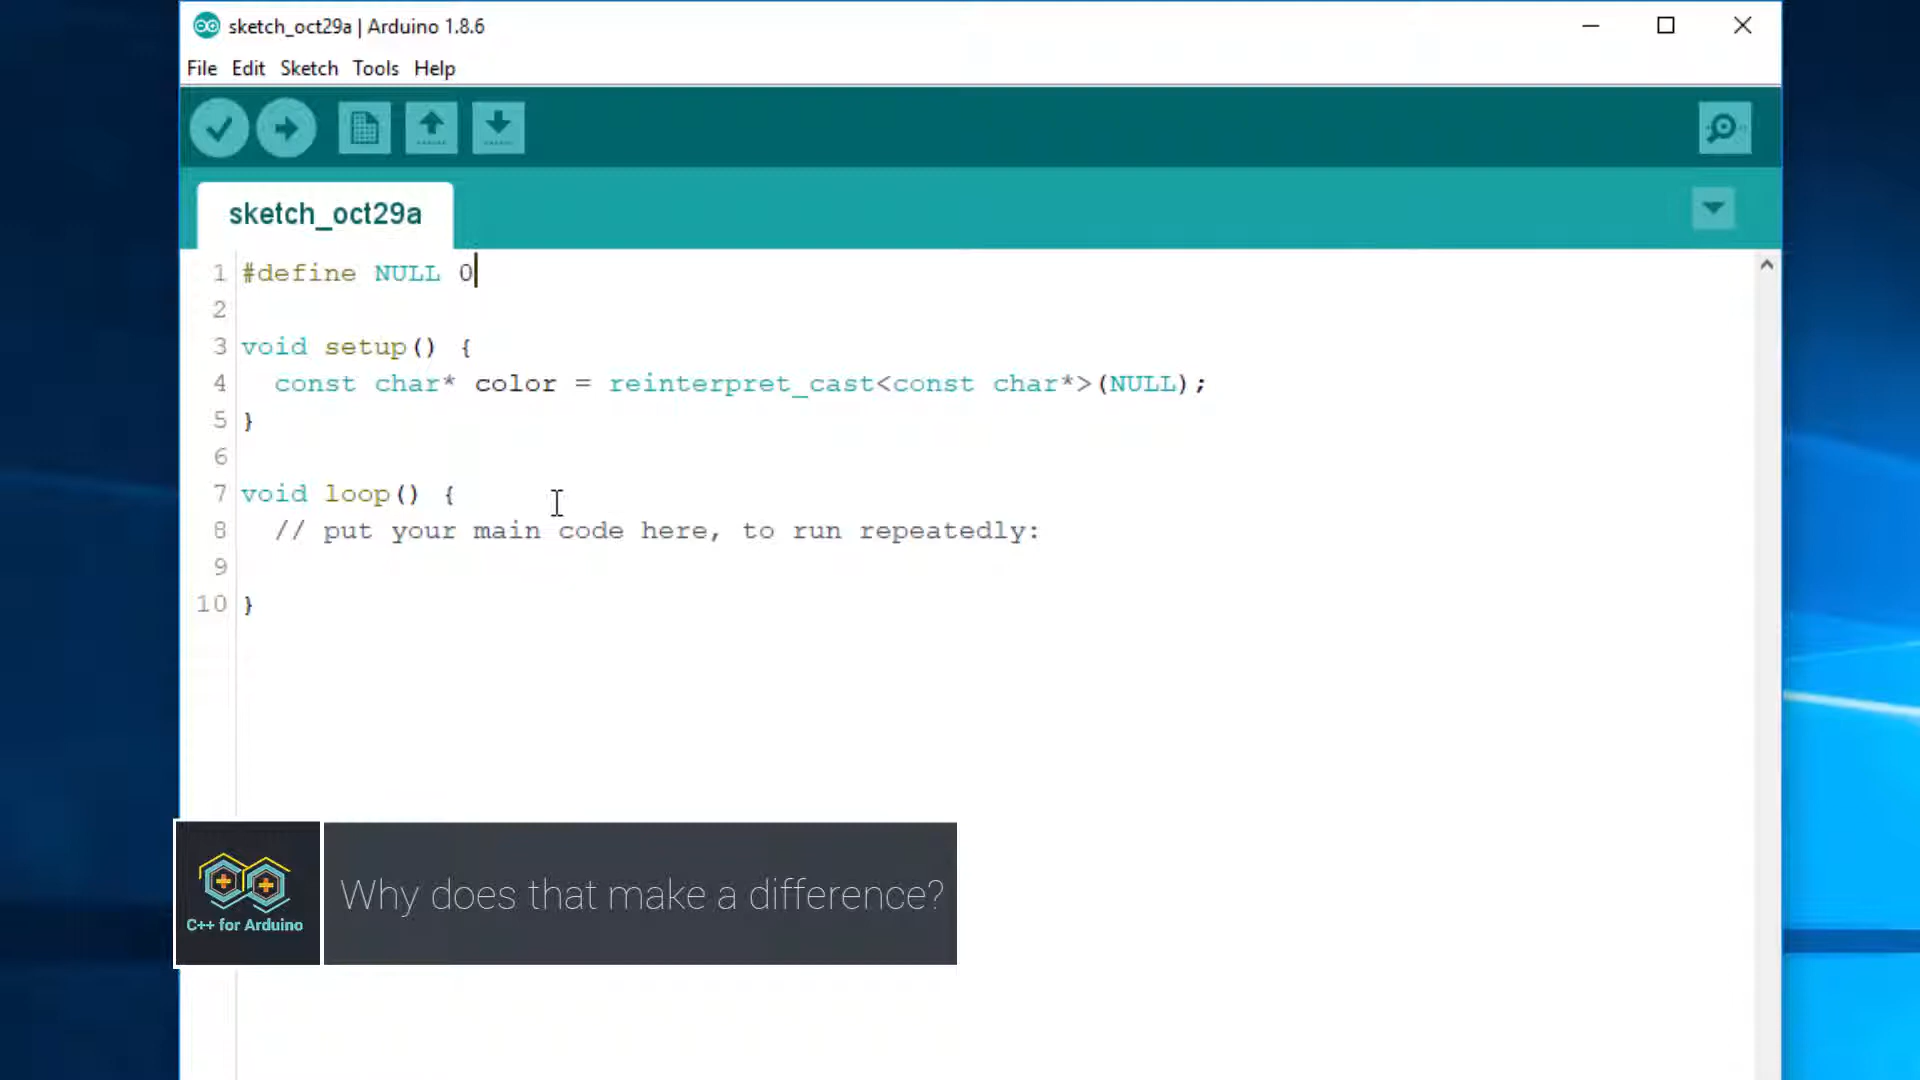 sketch_oct29a | Arduino 1.8.6
File Edit Sketch Tools Help
sketch_oct29a
1 #define NULL 0
2
3 void setup() {
4 const char* color = reinterpret_cast<const char*>(NULL);
5 }
6
7 void loop() {
8 // put your main code here, to run repeatedly:
9
10 }
Why does that make a difference?
C++ for Arduino